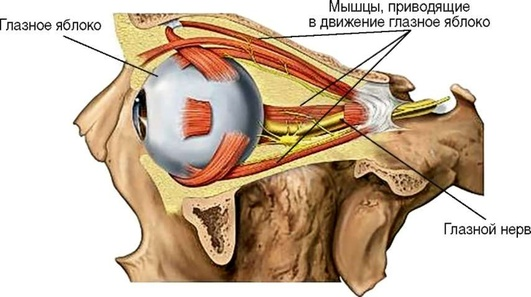 Глазное яблоко
Мышцы, приводящие
в движение глазное яблоко
Глазной нерв